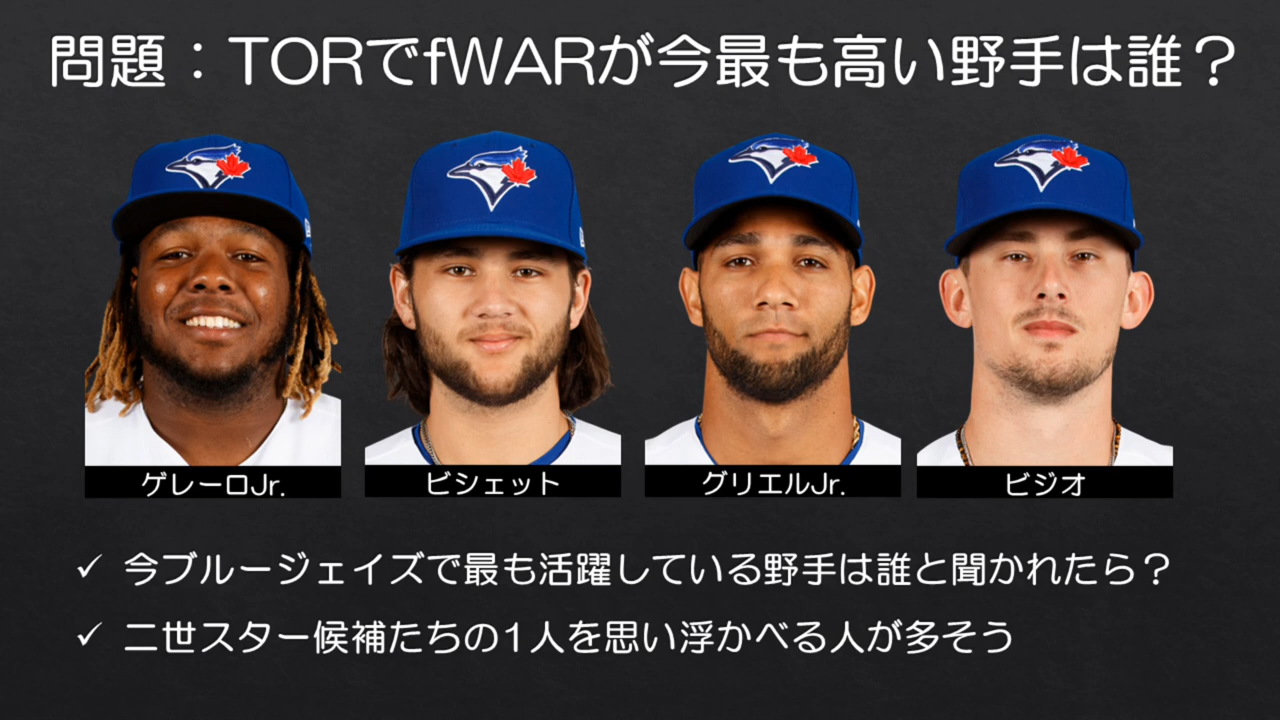 問題：TORでfWARが今最も高い野手は誰？
ゲレーロJr.
ビシェット
グリエルJr.
ビジオ
✓ 今ブルージェイズで最も活躍している野手は誰と聞かれたら？
✓ 二世スター候補たちの1人を思い浮かべる人が多そう